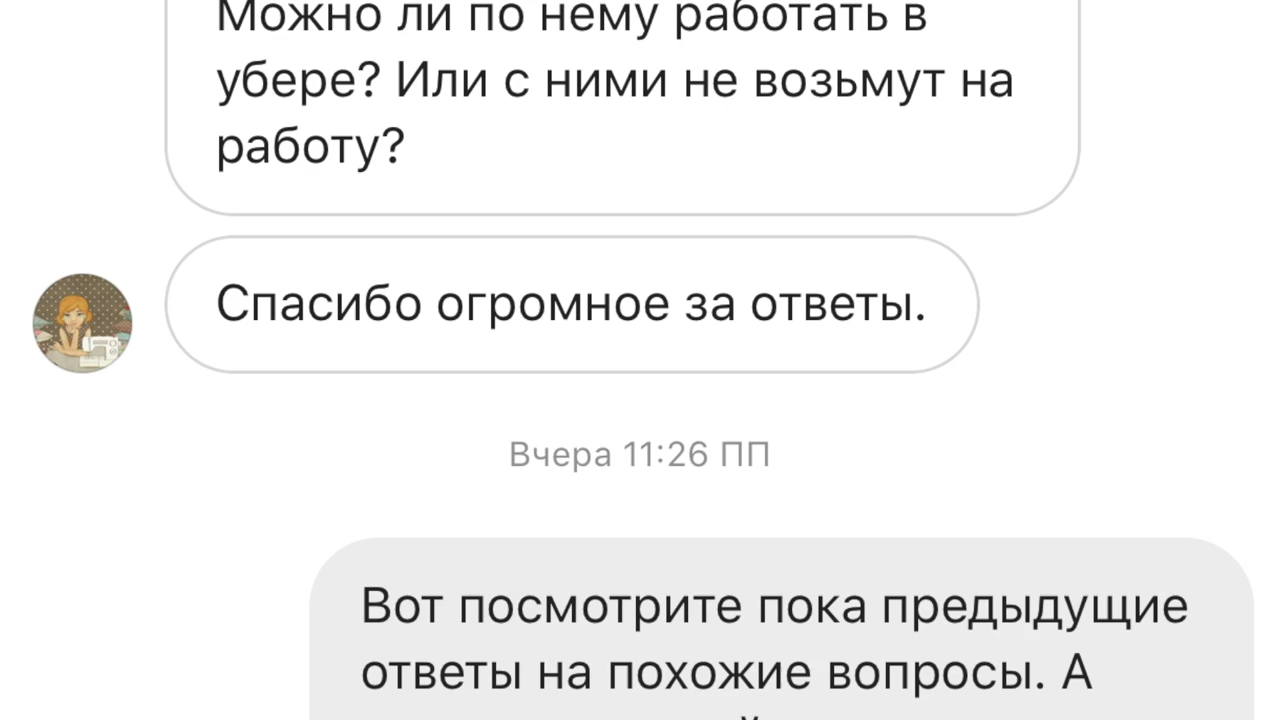 Можно ли по нему работать в
убере? Или с ними не возьмут на
работу?
Спасибо огромное за ответы.
Вчера 11:26 ПП
Вот посмотрите пока предыдущие
ответы на похожие вопросы. А